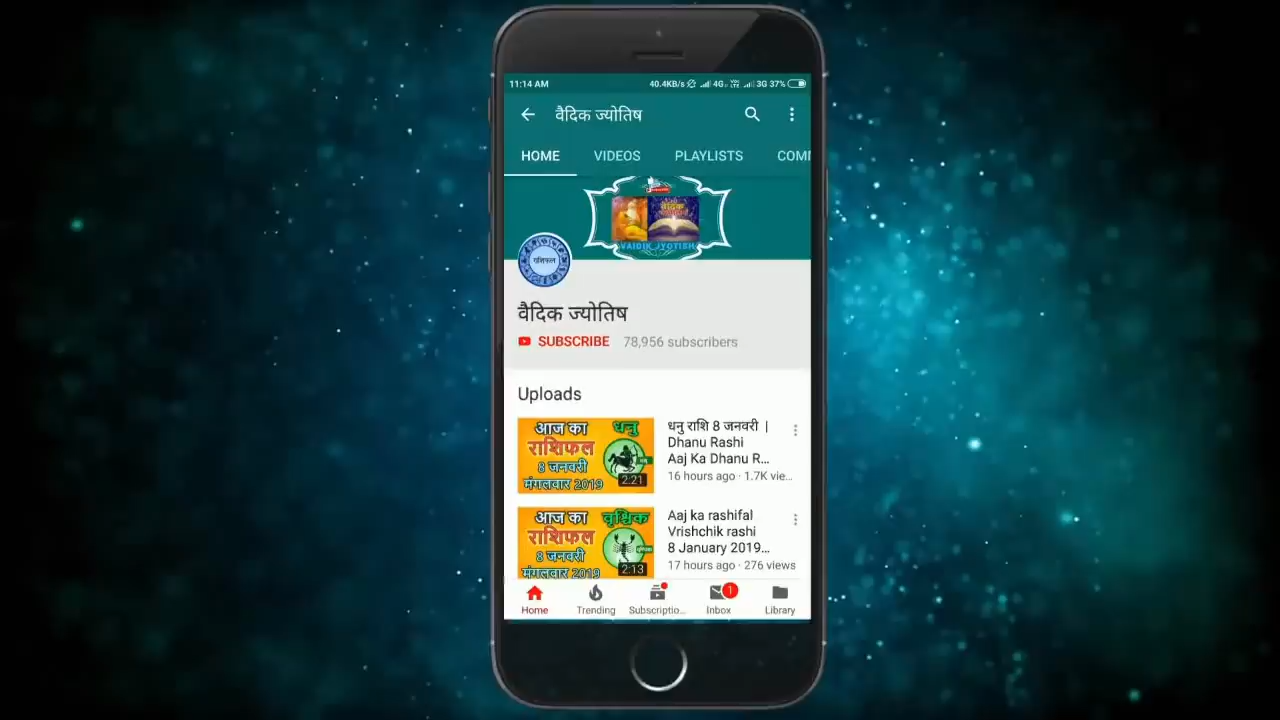 11:14 AM
40.4KB/s 4G 3G 37%
वैदिक ज्योतिष
HOME VIDEOS PLAYLISTS COMM
वैदिक
VAIDIK JYOTISH
राशिफल
वैदिक ज्योतिष
SUBSCRIBE 78,956 subscribers
Uploads
आज का धनु
राशिफल
8 जनवरी
मंगलवार 2019
2:21
धनु राशि 8 जनवरी |
Dhanu Rashi
Aaj Ka Dhanu R...
16 hours ago · 1.7K vie...
आज का वृश्चिक
राशिफल
8 जनवरी
मंगलवार 2019
2:13
Aaj ka rashifal
Vrishchik rashi
8 January 2019...
17 hours ago · 276 views
Home Trending Subscriptio... Inbox Library
1